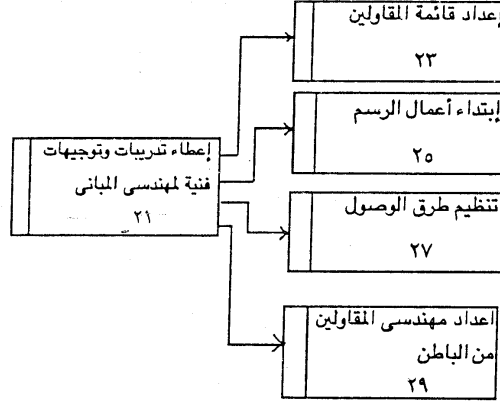 إعداد قائمة المقاولين
٢٣
إبتداء أعمال الرسم
٢٥
إعطاء تدريبات وتوجيهات
فنية لمهندسى المبانى
٢١
تنظيم طرق الوصول
٢٧
اعداد مهندسى المقاولين
من الباطن
٢٩